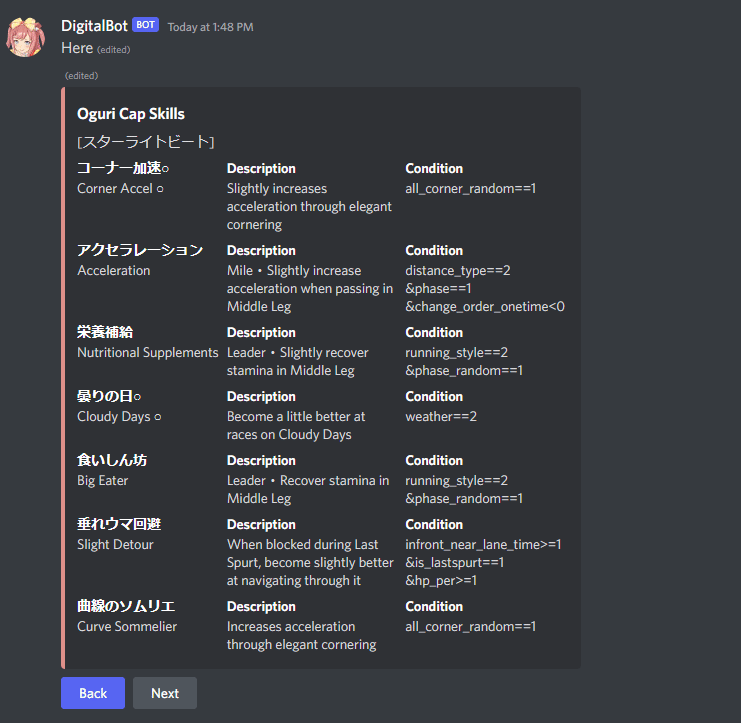 DigitalBot BOT Today at 1:48 PM
Here (edited)
(edited)
Oguri Cap Skills
[スターライトビート]
コーナー加速○ Description Condition
Corner Accel ○ Slightly increases all_corner_random==1
acceleration through elegant
cornering
アクセラレーション Description Condition
Acceleration Mile・Slightly increase distance_type==2
acceleration when passing in &phase==1
Middle Leg &change_order_onetime<0
栄養補給 Description Condition
Nutritional Supplements Leader・Slightly recover running_style==2
stamina in Middle Leg &phase_random==1
曇りの日○ Description Condition
Cloudy Days ○ Become a little better at weather==2
races on Cloudy Days
食いしん坊 Description Condition
Big Eater Leader・Recover stamina in running_style==2
Middle Leg &phase_random==1
垂れウマ回避 Description Condition
Slight Detour When blocked during Last infront_near_lane_time>=1
Spurt, become slightly better &is_lastspurt==1
at navigating through it &hp_per>=1
曲線のソムリエ Description Condition
Curve Sommelier Increases acceleration all_corner_random==1
through elegant cornering
Back Next